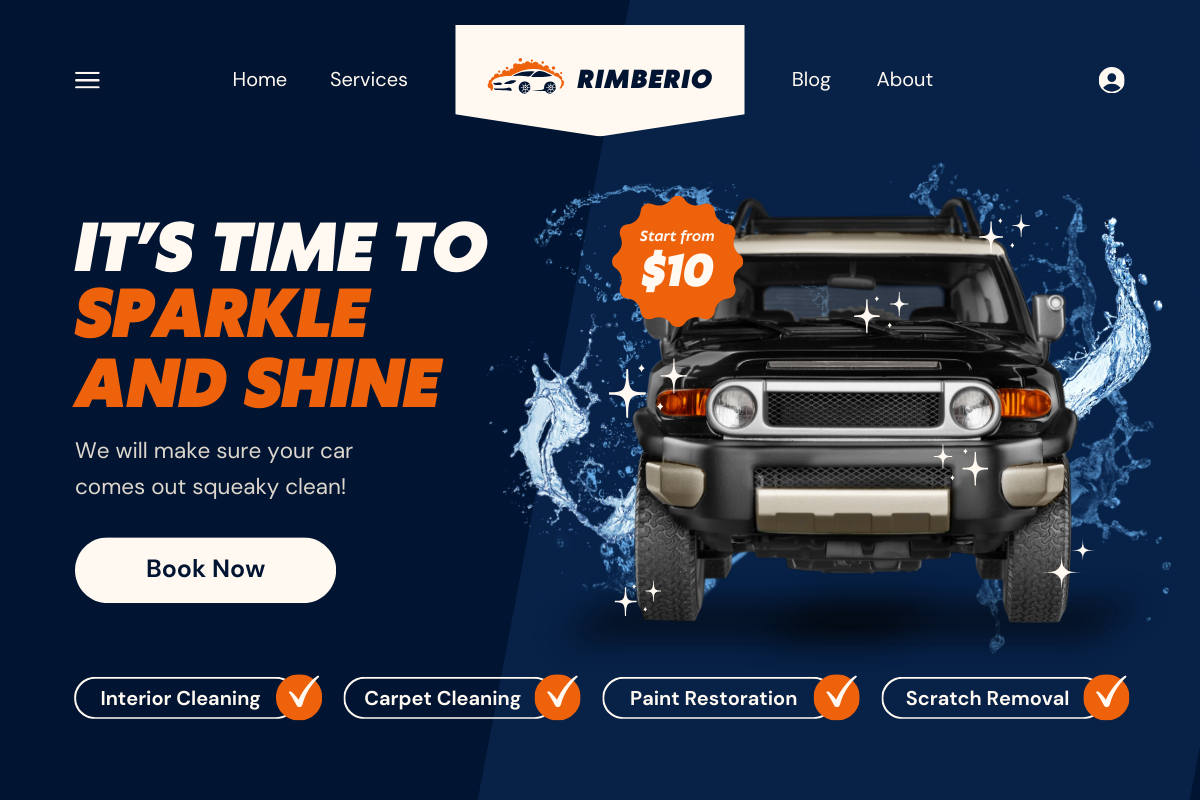 Home
Services
RIMBERIO
Blog
About
IT'S TIME TO
SPARKLE
AND SHINE
We will make sure your car
comes out squeaky clean!
Book Now
Start from
$10
Interior Cleaning
Carpet Cleaning
Paint Restoration
Scratch Removal